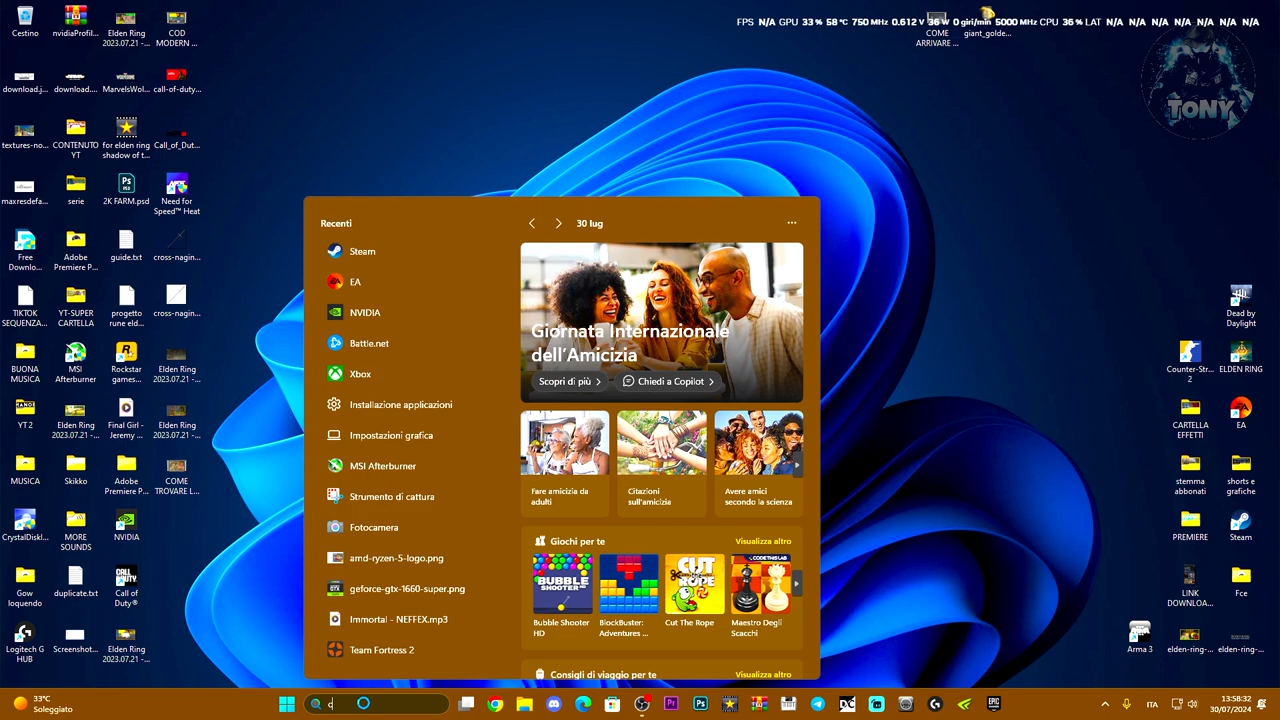 FPS N/A GPU 33 % 58 °C 750 MHz 0.612 V 36 W 0 giri/min 5000 MHz CPU 36 % LAT N/A N/A N/A N/A N/A N/A N/A
Cestino
nvidiaProfil...
Elden Ring
2023.07.21 -...
COD
MODERN ...
COME
ARRIVARE ...
giant_golde...
TONY
download.j...
download....
MarvelsWol...
call-of-duty...
textures-no...
CONTENUTO
YT
for elden ring
shadow of t...
Call_of_Dut...
maxresdefa...
serie
2K FARM.psd
Need for
Speed™ Heat
Free
Downlo...
Adobe
Premiere P...
guide.txt
cross-nagin...
TIKTOK
SEQUENZA...
YT-SUPER
CARTELLA
progetto
rune eld...
cross-nagin...
BUONA
MUSICA
MSI
Afterburner
Rockstar
games...
Elden Ring
2023.07.21 -...
YT 2
Elden Ring
2023.07.21 -...
Final Girl -
Jeremy ...
Elden Ring
2023.07.21 -...
MUSICA
Skikko
Adobe
Premiere P...
COME
TROVARE L...
CrystalDiskI...
MORE
SOUNDS
NVIDIA
Gow
loquendo
duplicate.txt
Call of
Duty®
Logitech G
HUB
Screenshot...
Elden Ring
2023.07.21 -...
Recenti
Steam
EA
NVIDIA
Battle.net
Xbox
Installazione applicazioni
Impostazioni grafica
MSI Afterburner
Strumento di cattura
Fotocamera
amd-ryzen-5-logo.png
geforce-gtx-1660-super.png
Immortal - NEFFEX.mp3
Team Fortress 2
30 lug
Giornata Internazionale
dell'Amicizia
Scopri di più
Chiedi a Copilot
Fare amicizia da
adulti
Citazioni
sull'amicizia
Avere amici
secondo la scienza
Giochi per te
Visualizza altro
BUBBLE
SHOOTER
CUT
ROPE
CODETHISLAB
Bubble Shooter
HD
BlockBuster:
Adventures ...
Cut The Rope
Maestro Degli
Scacchi
Consigli di viaggio per te
Visualizza altro
Dead by
Daylight
Counter-Str...
2
ELDEN RING
CARTELLA
EFFETTI
EA
stemma
abbonati
shorts e
grafiche
PREMIERE
Steam
LINK
DOWNLOA...
Fce
Arma 3
elden-ring-...
elden-ring-...
33°C
Soleggiato
c
ITA
13:58:32
30/07/2024